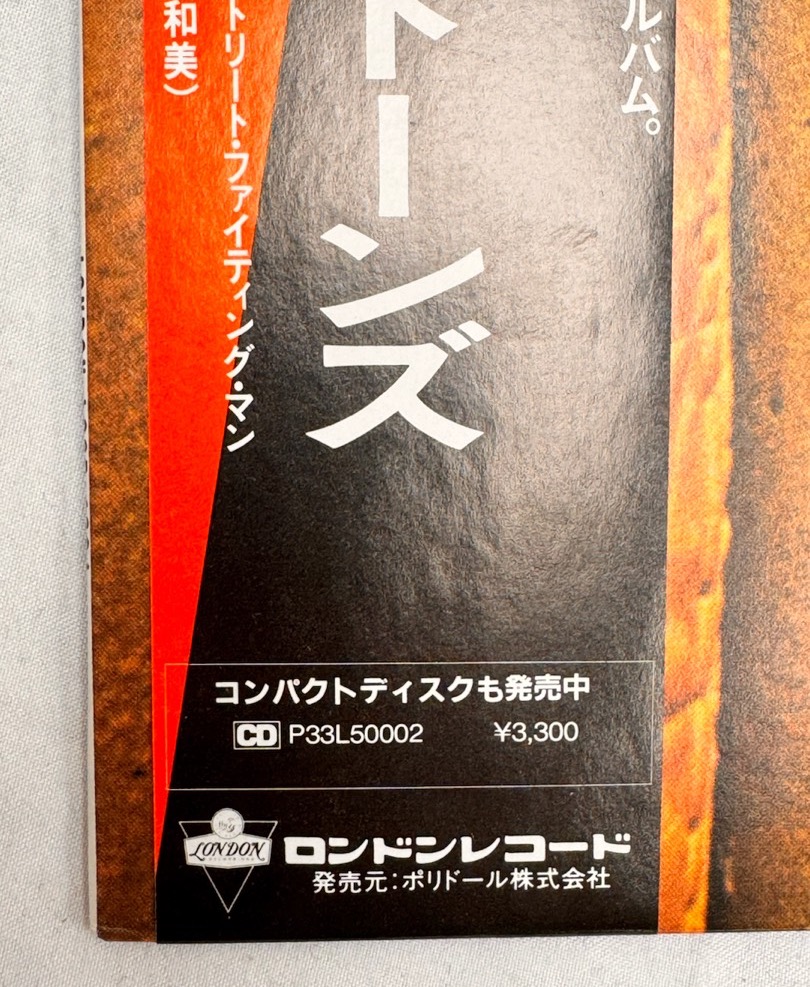 ルバム。
トーンズ
トリート・ファイティング・マン
和美）
コンパクトディスクも発売中
CD P33L50002 ¥3,300
LONDON
ロンドンレコード
発売元：ポリドール株式会社